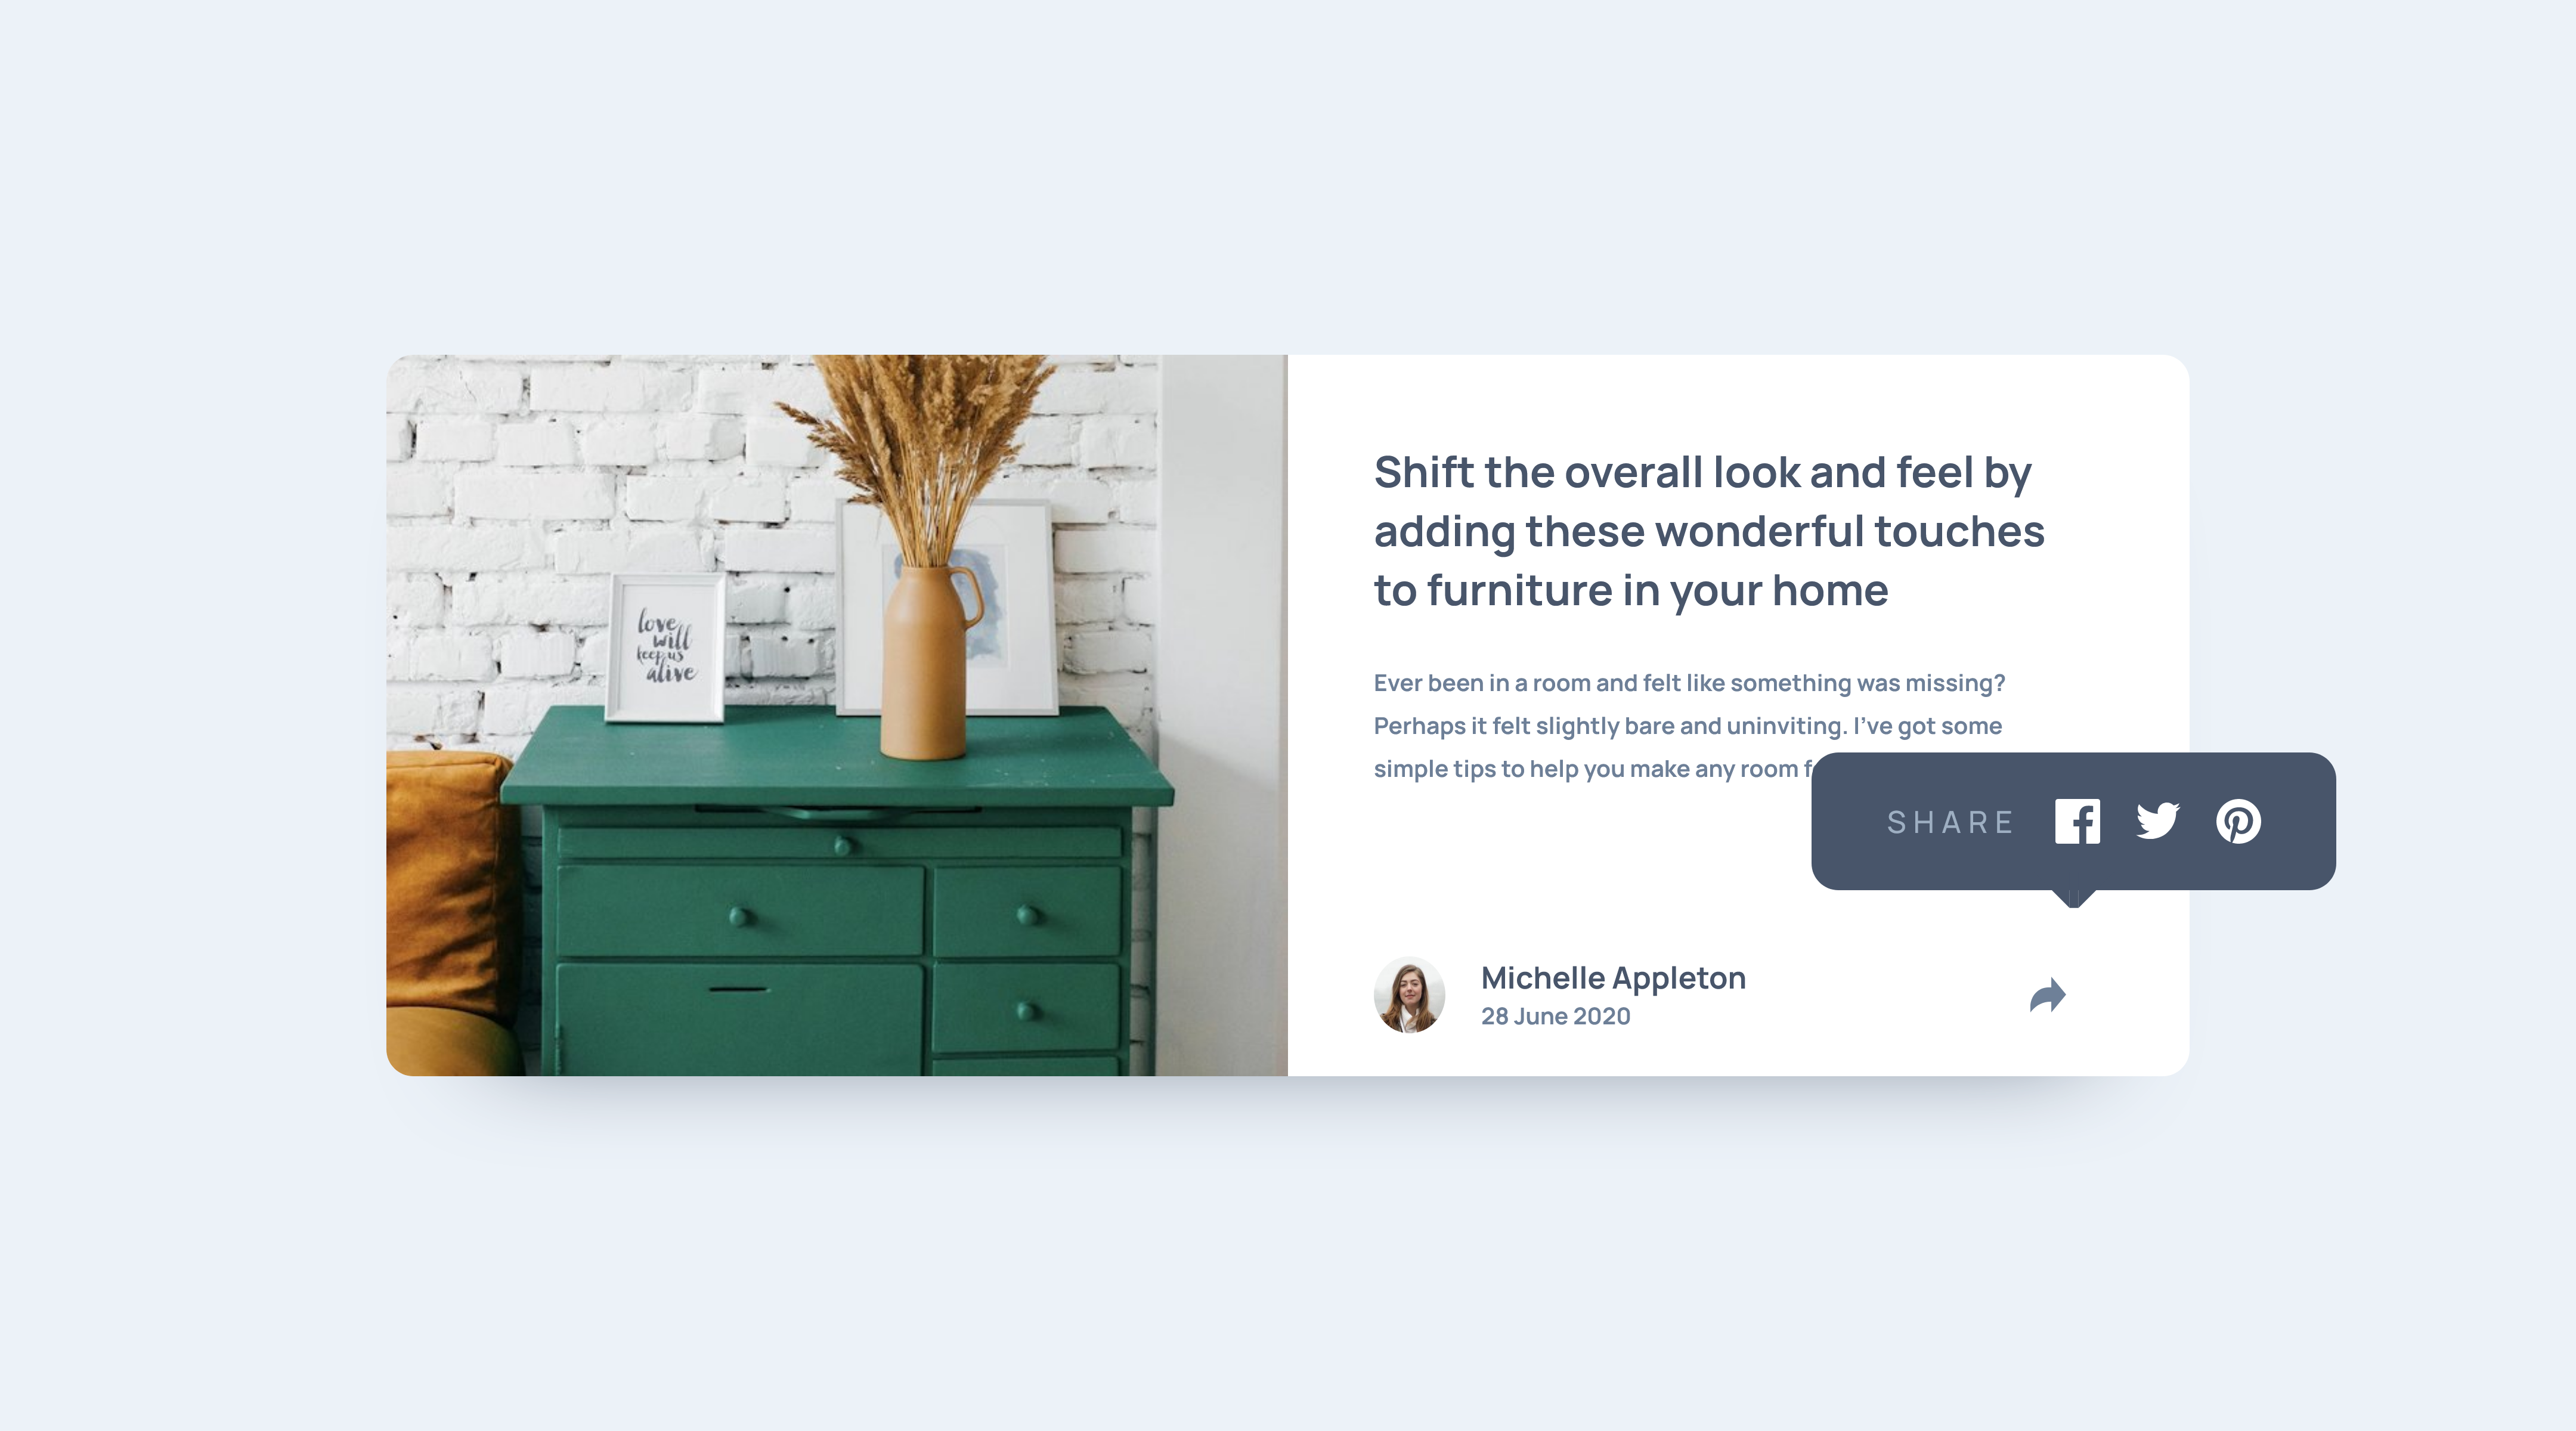 love
will
keep us
alive
Shift the overall look and feel by
adding these wonderful touches
to furniture in your home
Ever been in a room and felt like something was missing?
Perhaps it felt slightly bare and uninviting. I’ve got some
simple tips to help you make any room
SHARE
Michelle Appleton
28 June 2020